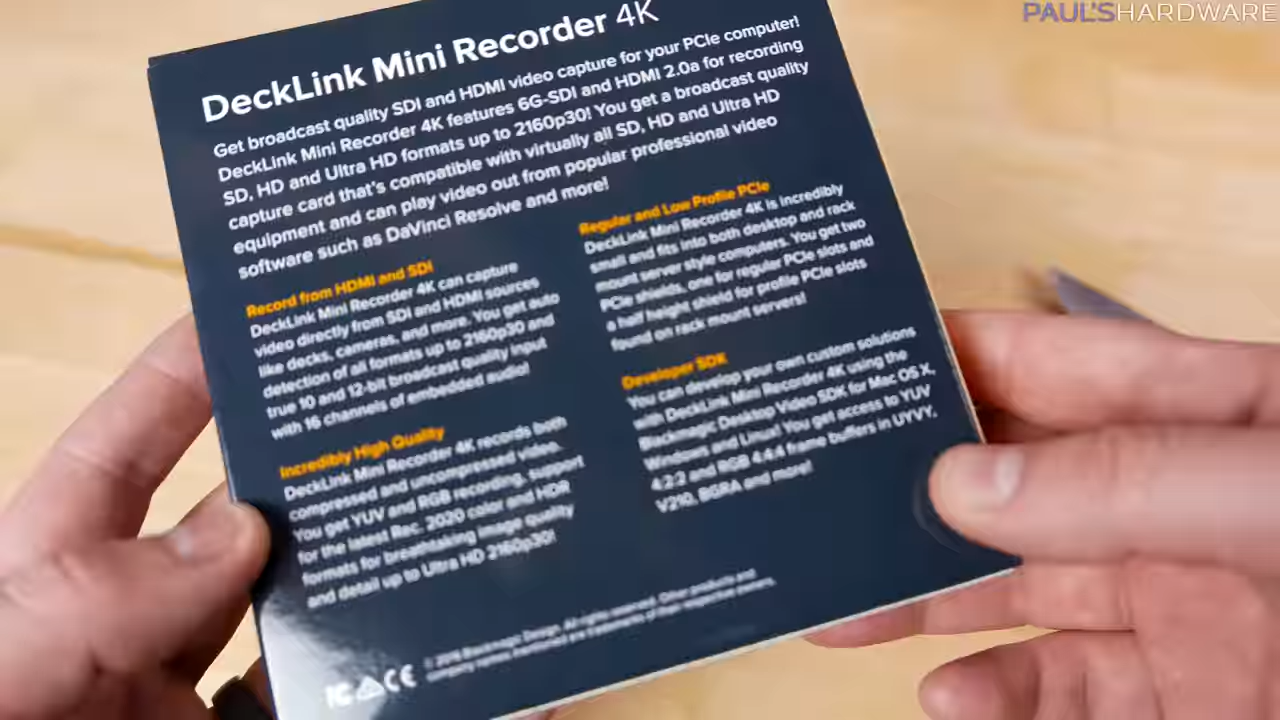 PAUL'SHARDWARE
DeckLink Mini Recorder 4K
Get broadcast quality SDI and HDMI video capture for your PCIe computer!
DeckLink Mini Recorder 4K features 6G-SDI and HDMI 2.0a for recording
SD, HD and Ultra HD formats up to 2160p30! You get a broadcast quality
capture card that's compatible with virtually all SD, HD and Ultra HD
equipment and can play video out from popular professional video
software such as DaVinci Resolve and more!
Record from HDMI and SDI
DeckLink Mini Recorder 4K can capture
video directly from SDI and HDMI sources
like decks, cameras, and more. You get auto
detection of all formats up to 2160p30 and
true 10 and 12-bit broadcast quality input
with 16 channels of embedded audio!
Incredibly High Quality
DeckLink Mini Recorder 4K records both
compressed and uncompressed video.
You get YUV and RGB recording, support
for the latest Rec. 2020 color and HDR
formats for breathtaking image quality
and detail up to Ultra HD 2160p30!
Regular and Low Profile PCIe
DeckLink Mini Recorder 4K is incredibly
small and fits into both desktop and rack
mount server style computers. You get two
PCIe shields, one for regular PCIe slots and
a half height shield for profile PCIe slots
found on rack mount servers!
Developer SDK
You can develop your own custom solutions
with DeckLink Mini Recorder 4K using the
Blackmagic Desktop Video SDK for Mac OS X,
Windows and Linux! You get access to YUV
4:2:2 and RGB 4:4:4 frame buffers in UYVY,
V210, BGRA and more!
FC CE
Blackmagic Design. All rights reserved. Other products and
company names mentioned are trademarks of their respective owners.